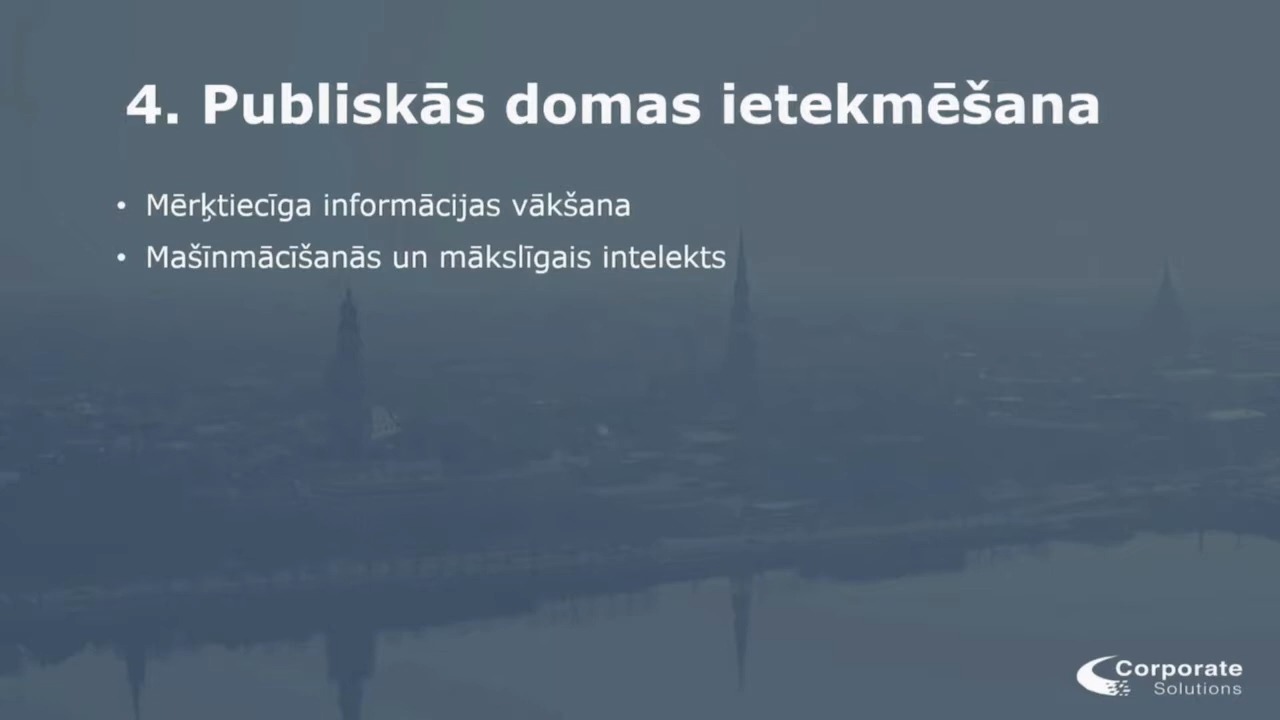 4. Publiskās domas ietekmēšana
• Mērķtiecīga informācijas vākšana
• Mašīnmācīšanās un mākslīgais intelekts
Corporate
Solutions